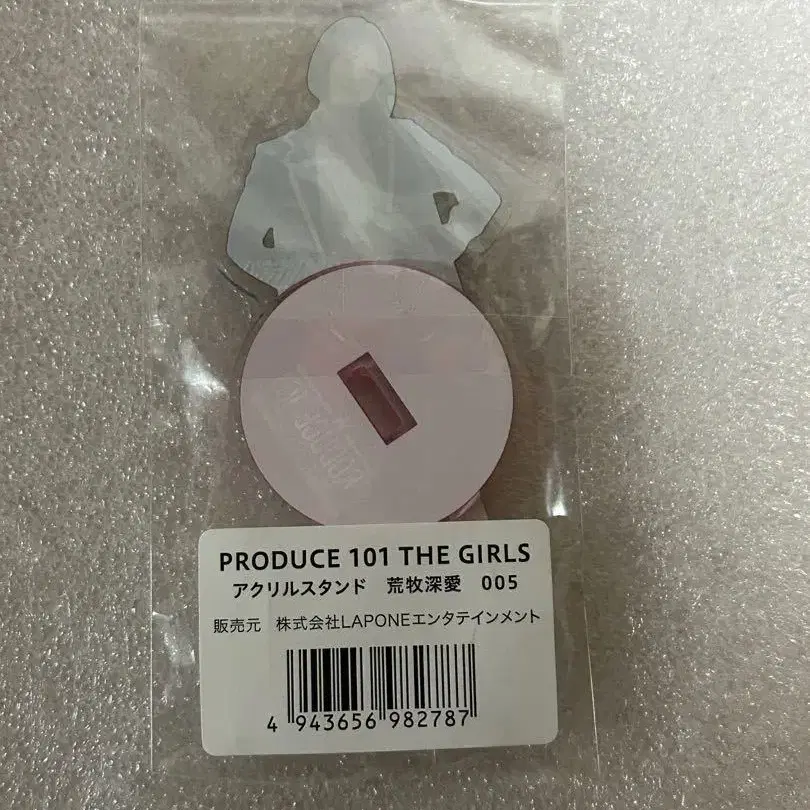 PRODUCE 101 THE GIRLS
アクリルスタンド　荒牧深愛　005
販売元　株式会社LAPONEエンタテインメント
4 943656 982787